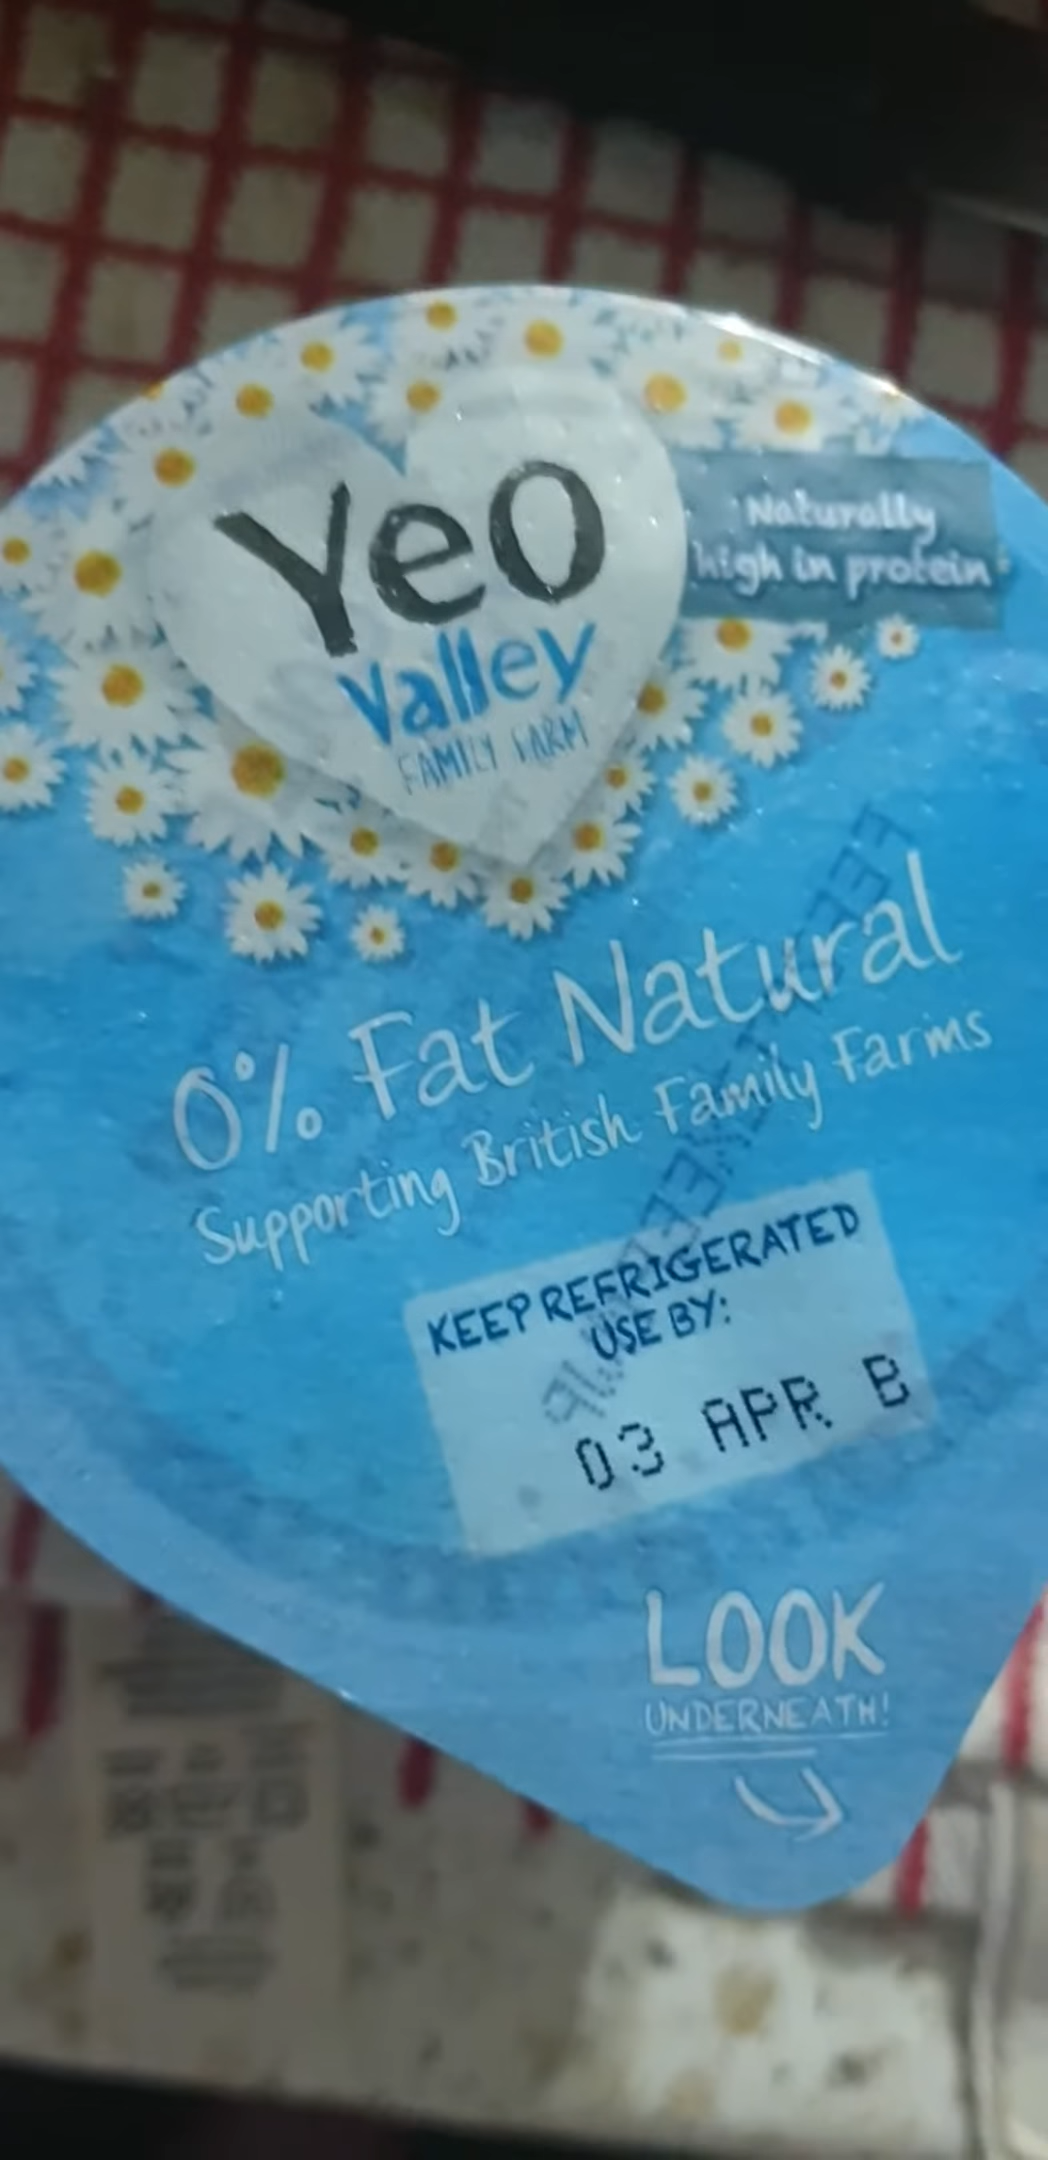 Yeo
Valley
FAMILY FARM
Naturally
high in protein
0% Fat Natural
Supporting British Family Farms
KEEP REFRIGERATED
USE BY:
03 APR B
LOOK
UNDERNEATH!